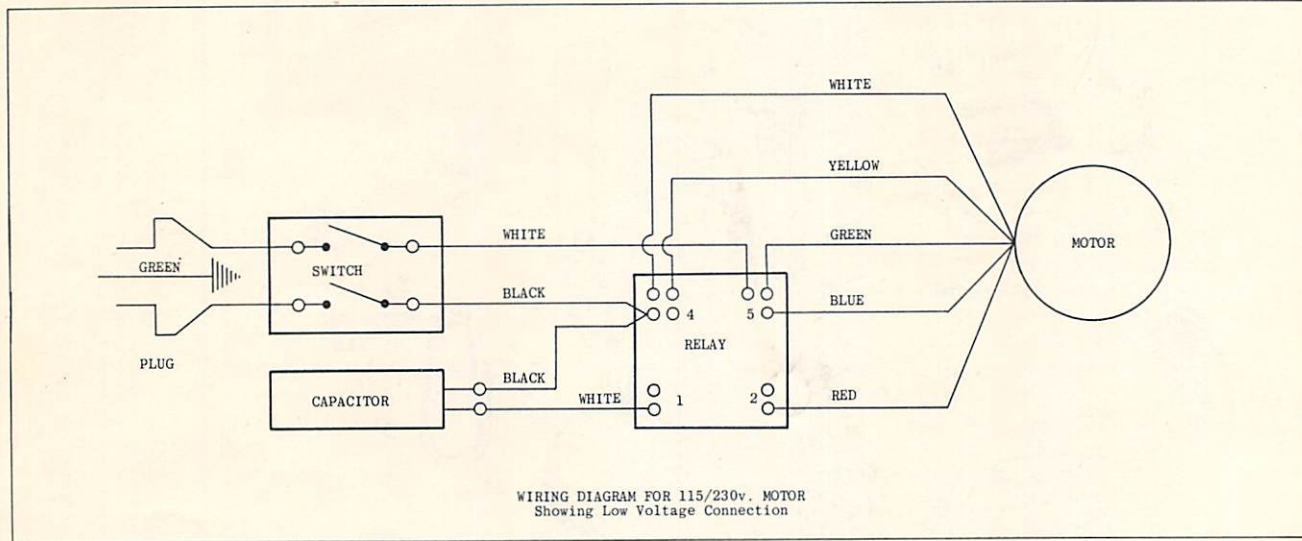 WHITE
YELLOW
WHITE
GREEN
MOTOR
GREEN
SWITCH
BLACK
4
5
BLUE
RELAY
PLUG
BLACK
CAPACITOR
WHITE
1
2
RED
WIRING DIAGRAM FOR 115/230v. MOTOR
Showing Low Voltage Connection